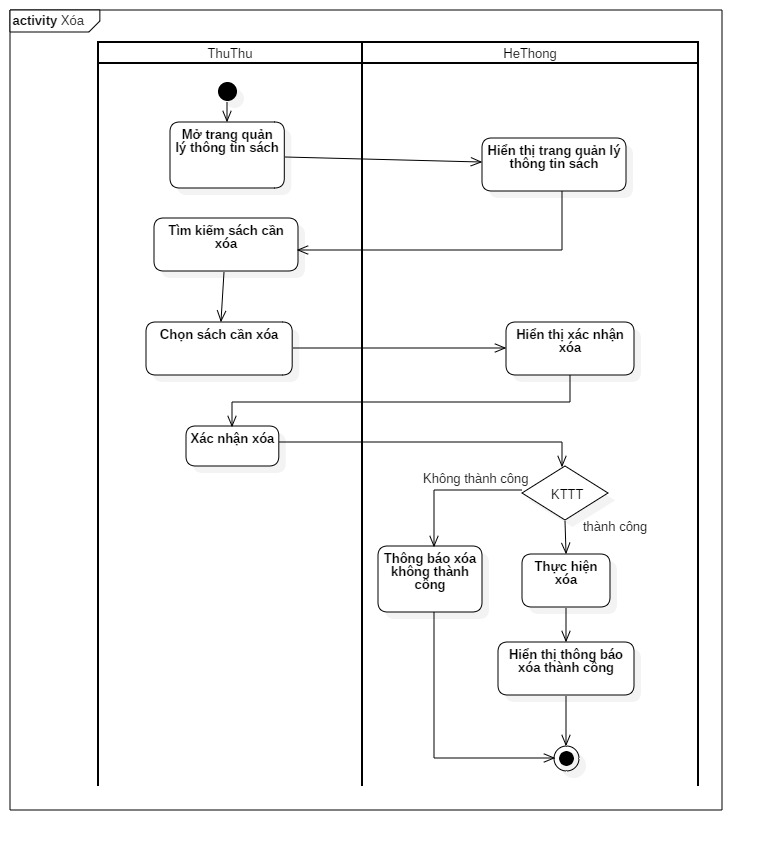 activity Xóa
ThuThu
HeThong
Mở trang quản
lý thông tin sách
Hiển thị trang quản lý
thông tin sách
Tìm kiếm sách cần
xóa
Chọn sách cần xóa
Hiển thị xác nhận
xóa
Xác nhận xóa
KTTT
Không thành công
thành công
Thông báo xóa
không thành
công
Thực hiện
xóa
Hiển thị thông báo
xóa thành công